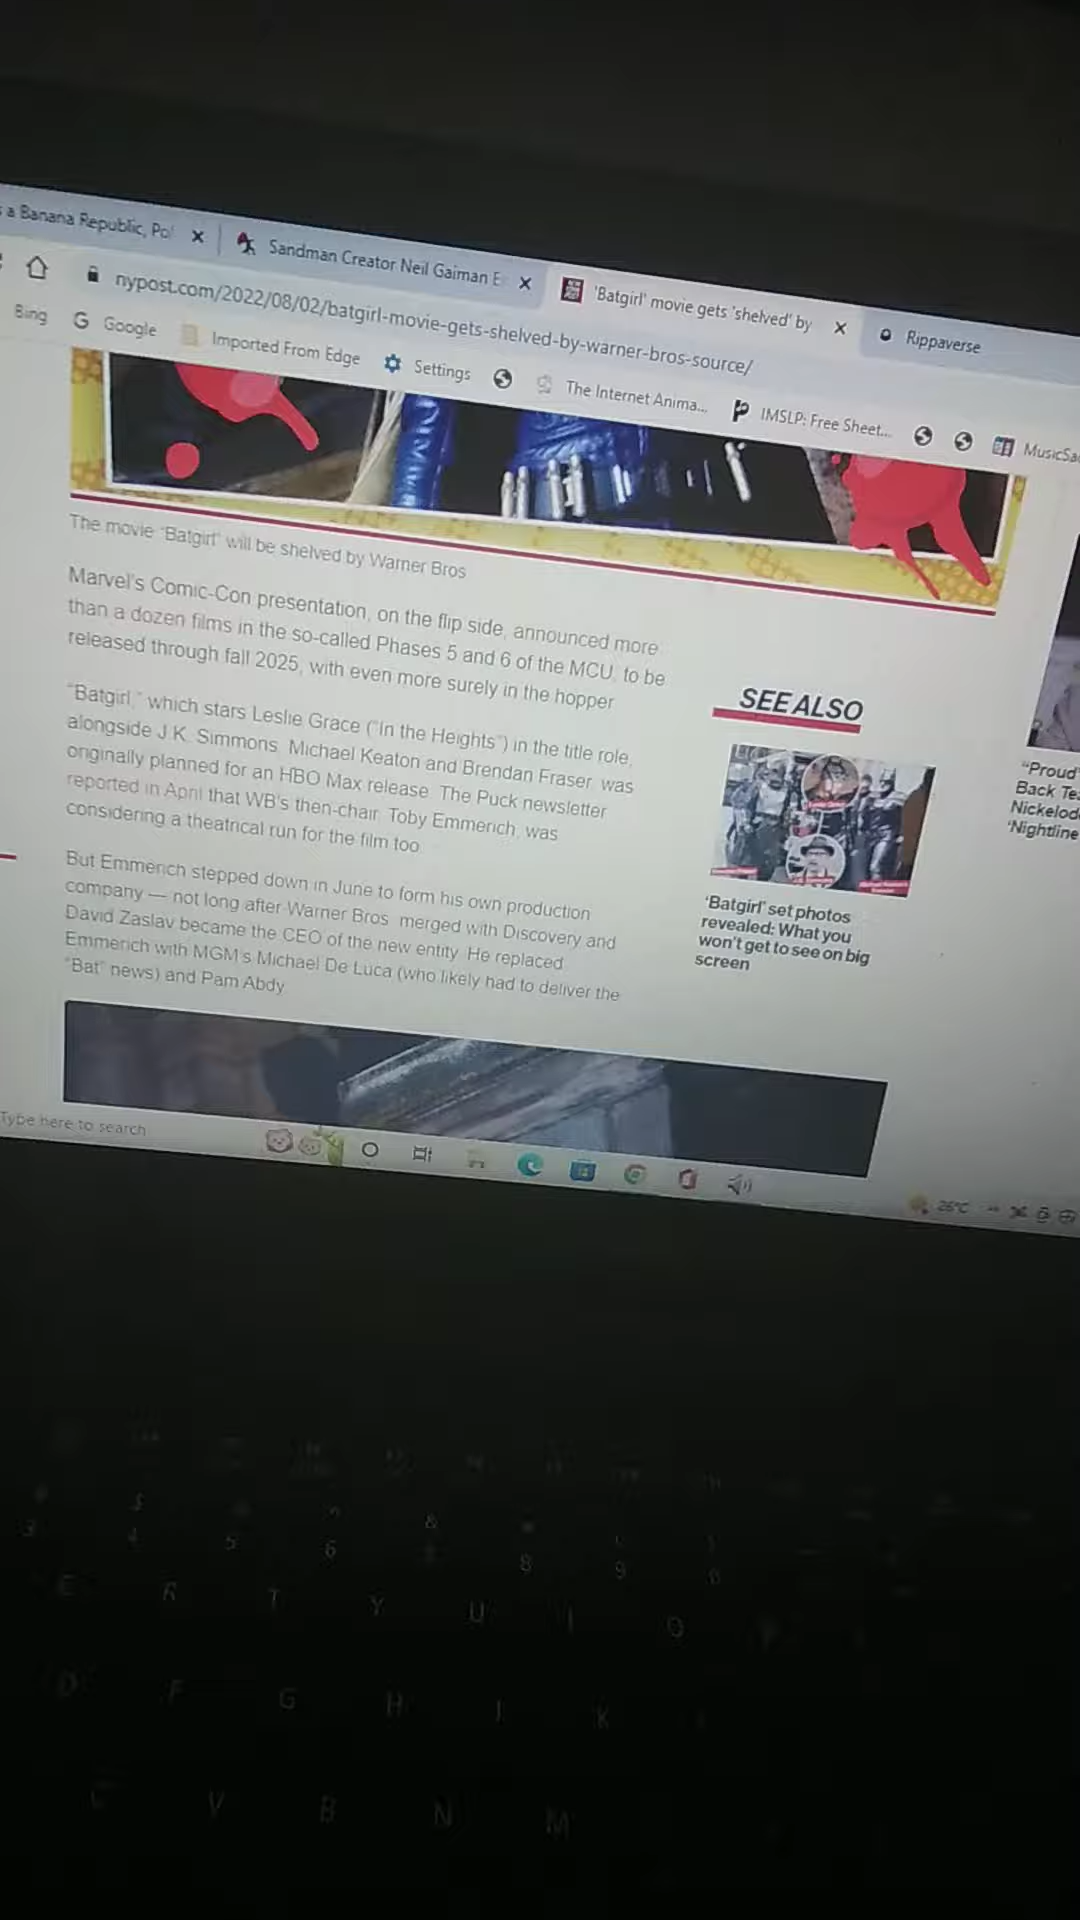 a Banana Republic, Pol
Sandman Creator Neil Gaiman E
'Batgirl' movie gets 'shelved' by
Rippaverse
nypost.com/2022/08/02/batgirl-movie-gets-shelved-by-warner-bros-source/
Bing
Google
Imported From Edge
Settings
The Internet Anima...
IMSLP: Free Sheet...
MusicSa
The movie "Batgirl" will be shelved by Warner Bros
Marvel's Comic-Con presentation, on the flip side, announced more
than a dozen films in the so-called Phases 5 and 6 of the MCU, to be
released through fall 2025, with even more surely in the hopper
"Batgirl," which stars Leslie Grace ("In the Heights") in the title role,
alongside J.K. Simmons, Michael Keaton and Brendan Fraser, was
originally planned for an HBO Max release. The Puck newsletter
reported in April that WB's then-chair, Toby Emmerich, was
considering a theatrical run for the film too.
But Emmerich stepped down in June to form his own production
company — not long after Warner Bros. merged with Discovery and
David Zaslav became the CEO of the new entity. He replaced
Emmerich with MGM's Michael De Luca (who likely had to deliver the
"Bat" news) and Pam Abdy
SEE ALSO
'Batgirl' set photos
revealed: What you
won't get to see on big
screen
"Proud"
Back Te
Nickelod
'Nightline
Type here to search
26°C
3 4 5 6 8 9 0
E R T Y U I O
D F G H J K
C V B N M